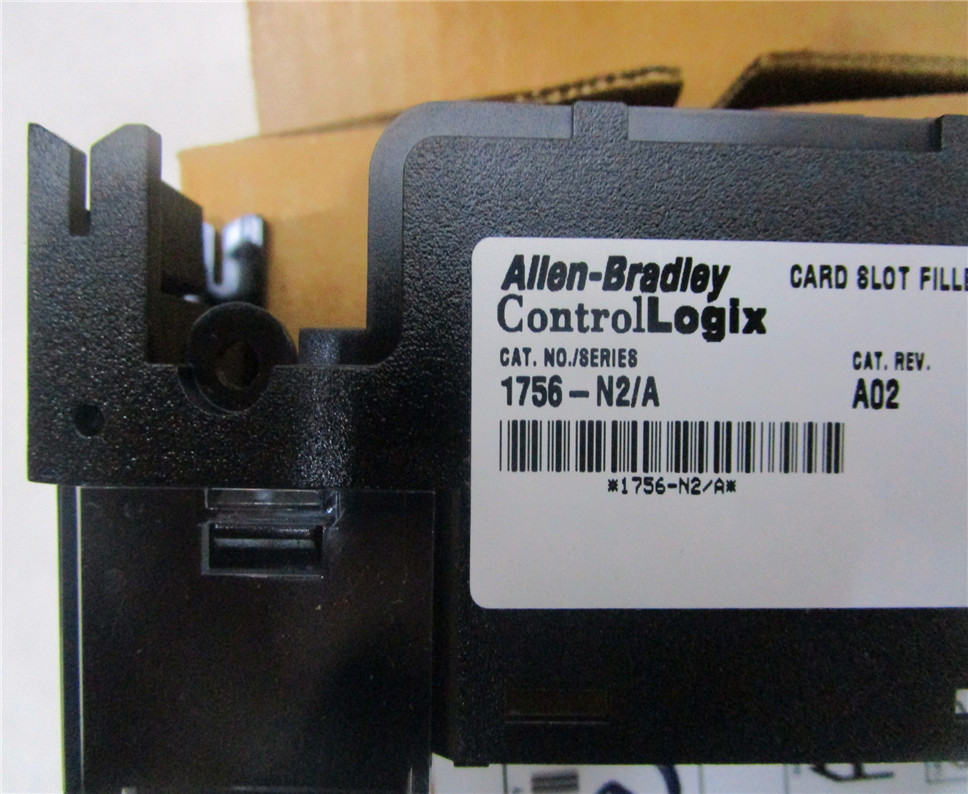 Allen-Bradley CARD SLOT FILLE
ControlLogix
CAT. NO./SERIES CAT. REV.
1756-N2/A A02
*1756-N2/A*